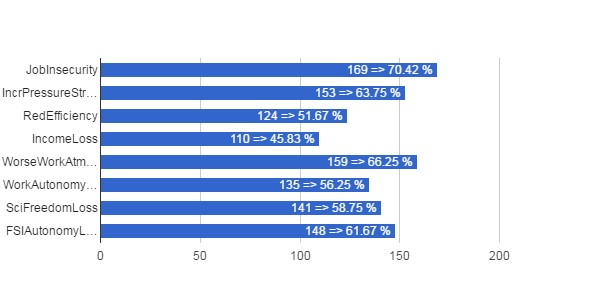 JobInsecurity 169 => 70.42 %
IncrPressureStr… 153 => 63.75 %
RedEfficiency 124 => 51.67 %
IncomeLoss 110 => 45.83 %
WorseWorkAtm… 159 => 66.25 %
WorkAutonomy… 135 => 56.25 %
SciFreedomLoss 141 => 58.75 %
FSIAutonomyL… 148 => 61.67 %
0 50 100 150 200